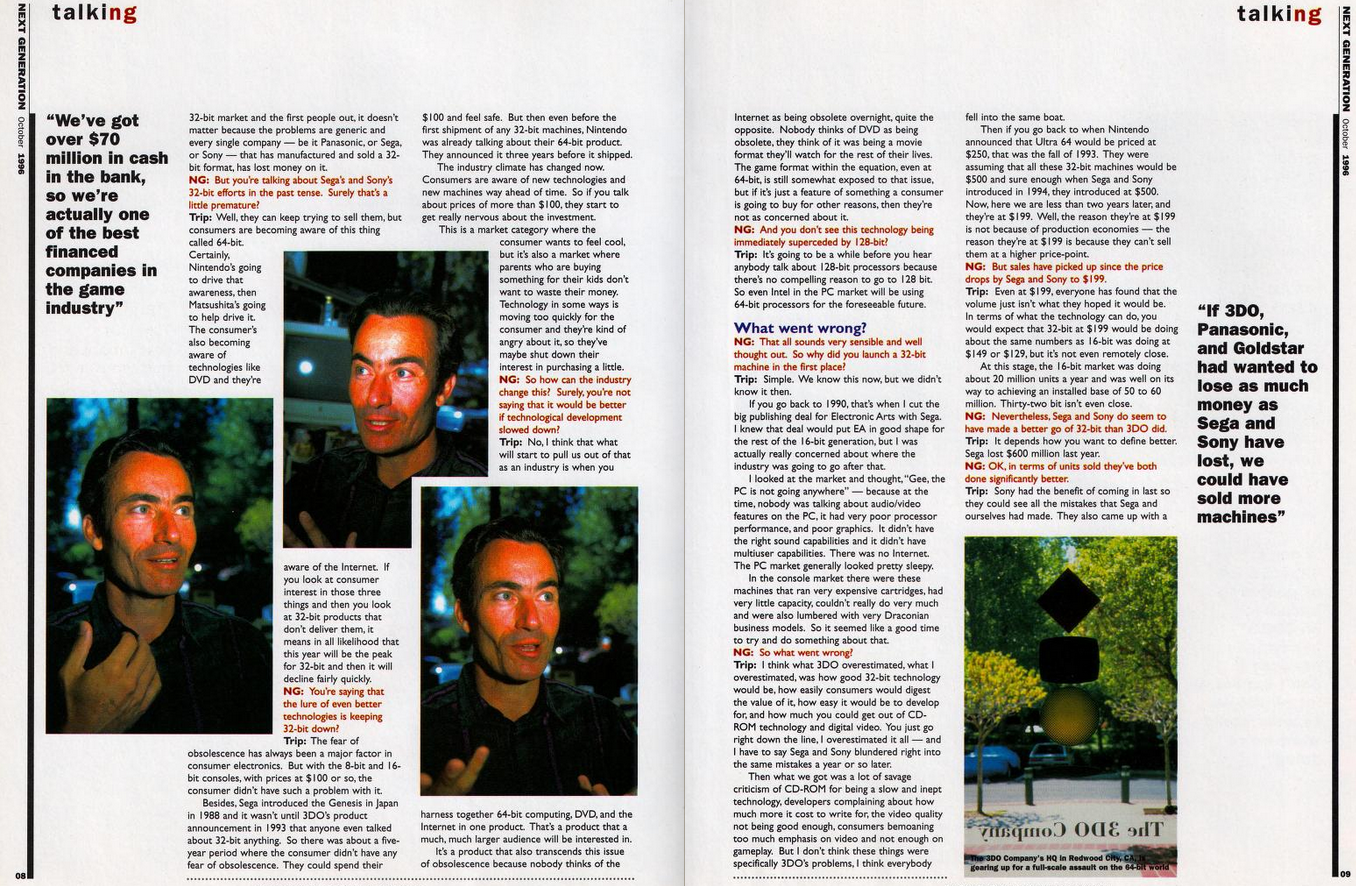 talking
NEXT GENERATION October 1996
"We've got
over $70
million in cash
in the bank,
so we're
actually one
of the best
financed
companies in
the game
industry"
32-bit market and the first people out, it doesn't
matter because the problems are generic and
every single company — be it Panasonic, or Sega,
or Sony — that has manufactured and sold a 32-
bit format, has lost money on it.
NG: But you're talking about Sega's and Sony's
32-bit efforts in the past tense. Surely that's a
little premature?
Trip: Well, they can keep trying to sell them, but
consumers are becoming aware of this thing
called 64-bit.
Certainly,
Nintendo's going
to drive that
awareness, then
Matsushita's going
to help drive it.
The consumer's
also becoming
aware of
technologies like
DVD and they're
aware of the Internet. If
you look at consumer
interest in those three
things and then you look
at 32-bit products that
don't deliver them, it
means in all likelihood that
this year will be the peak
for 32-bit and then it will
decline fairly quickly.
NG: You're saying that
the lure of even better
technologies is keeping
32-bit down?
Trip: The fear of
obsolescence has always been a major factor in
consumer electronics. But with the 8-bit and 16-
bit consoles, with prices at $100 or so, the
consumer didn't have such a problem with it.
Besides, Sega introduced the Genesis in Japan
in 1988 and it wasn't until 3DO's product
announcement in 1993 that anyone even talked
about 32-bit anything. So there was about a five-
year period where the consumer didn't have any
fear of obsolescence. They could spend their
$100 and feel safe. But then even before the
first shipment of any 32-bit machines, Nintendo
was already talking about their 64-bit product.
They announced it three years before it shipped.
The industry climate has changed now.
Consumers are aware of new technologies and
new machines way ahead of time. So if you talk
about prices of more than $100, they start to
get really nervous about the investment.
This is a market category where the
consumer wants to feel cool,
but it's also a market where
parents who are buying
something for their kids don't
want to waste their money.
Technology in some ways is
moving too quickly for the
consumer and they're kind of
angry about it, so they've
maybe shut down their
interest in purchasing a little.
NG: So how can the industry
change this? Surely, you're not
saying that it would be better
if technological development
slowed down?
Trip: No, I think that what
will start to pull us out of that
as an industry is when you
harness together 64-bit computing, DVD, and the
Internet in one product. That's a product that a
much, much larger audience will be interested in.
It's a product that also transcends this issue
of obsolescence because nobody thinks of the
08
talking
NEXT GENERATION October 1996
Internet as being obsolete overnight, quite the
opposite. Nobody thinks of DVD as being
obsolete, they think of it was being a movie
format they'll watch for the rest of their lives.
The game format within the equation, even at
64-bit, is still somewhat exposed to that issue,
but if it's just a feature of something a consumer
is going to buy for other reasons, then they're
not as concerned about it.
NG: And you don't see this technology being
immediately superceded by 128-bit?
Trip: It's going to be a while before you hear
anybody talk about 128-bit processors because
there's no compelling reason to go to 128 bit.
So even Intel in the PC market will be using
64-bit processors for the foreseeable future.
What went wrong?
NG: That all sounds very sensible and well
thought out. So why did you launch a 32-bit
machine in the first place?
Trip: Simple. We know this now, but we didn't
know it then.
If you go back to 1990, that's when I cut the
big publishing deal for Electronic Arts with Sega.
I knew that deal would put EA in good shape for
the rest of the 16-bit generation, but I was
actually really concerned about where the
industry was going to go after that.
I looked at the market and thought, "Gee, the
PC is not going anywhere" — because at the
time, nobody was talking about audio/video
features on the PC, it had very poor processor
performance, and poor graphics. It didn't have
the right sound capabilities and it didn't have
multiuser capabilities. There was no Internet.
The PC market generally looked pretty sleepy.
In the console market there were these
machines that ran very expensive cartridges, had
very little capacity, couldn't really do very much
and were also lumbered with very Draconian
business models. So it seemed like a good time
to try and do something about that.
NG: So what went wrong?
Trip: I think what 3DO overestimated, what I
overestimated, was how good 32-bit technology
would be, how easily consumers would digest
the value of it, how easy it would be to develop
for, and how much you could get out of CD-
ROM technology and digital video. You just go
right down the line, I overestimated it all — and
I have to say Sega and Sony blundered right into
the same mistakes a year or so later.
Then what we got was a lot of savage
criticism of CD-ROM for being a slow and inept
technology, developers complaining about how
much more it cost to write for, the video quality
not being good enough, consumers bemoaning
too much emphasis on video and not enough on
gameplay. But I don't think these things were
specifically 3DO's problems, I think everybody
fell into the same boat.
Then if you go back to when Nintendo
announced that Ultra 64 would be priced at
$250, that was the fall of 1993. They were
assuming that all these 32-bit machines would be
$500 and sure enough when Sega and Sony
introduced in 1994, they introduced at $500.
Now, here we are less than two years later, and
they're at $199. Well, the reason they're at $199
is not because of production economies — the
reason they're at $199 is because they can't sell
them at a higher price-point.
NG: But sales have picked up since the price
drops by Sega and Sony to $199.
Trip: Even at $199, everyone has found that the
volume just isn't what they hoped it would be.
In terms of what the technology can do, you
would expect that 32-bit at $199 would be doing
about the same numbers as 16-bit was doing at
$149 or $129, but it's not even remotely close.
At this stage, the 16-bit market was doing
about 20 million units a year and was well on its
way to achieving an installed base of 50 to 60
million. Thirty-two bit isn't even close.
NG: Nevertheless, Sega and Sony do seem to
have made a better go of 32-bit than 3DO did.
Trip: It depends how you want to define better.
Sega lost $600 million last year.
NG: OK, in terms of units sold they've both
done significantly better.
Trip: Sony had the benefit of coming in last so
they could see all the mistakes that Sega and
ourselves had made. They also came up with a
"If 3DO,
Panasonic,
and Goldstar
had wanted to
lose as much
money as
Sega and
Sony have
lost, we
could have
sold more
machines"
The 3DO Company
The 3DO Company's HQ in Redwood City, CA, is
gearing up for a full-scale assault on the 64-bit world
09